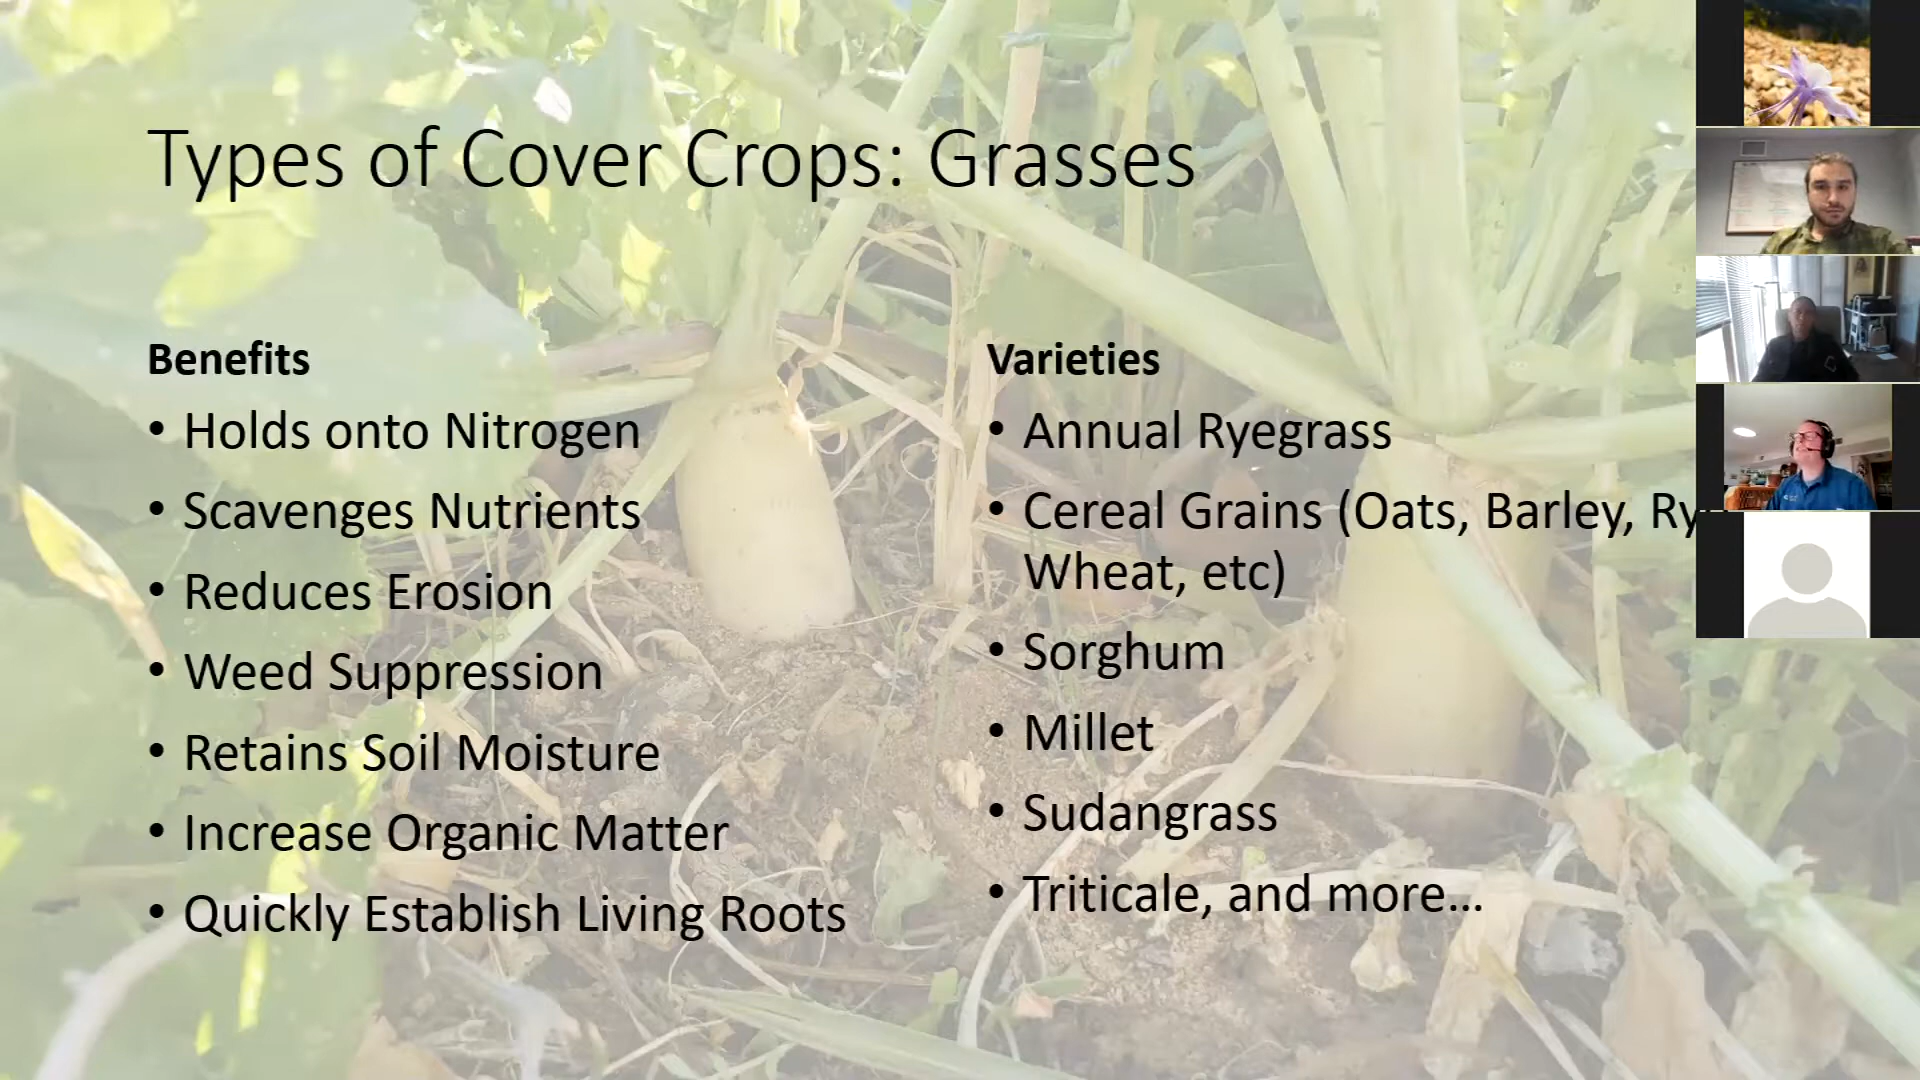 Types of Cover Crops: Grasses
Benefits
• Holds onto Nitrogen
• Scavenges Nutrients
• Reduces Erosion
• Weed Suppression
• Retains Soil Moisture
• Increase Organic Matter
• Quickly Establish Living Roots
Varieties
• Annual Ryegrass
• Cereal Grains (Oats, Barley,
Wheat, etc)
• Sorghum
• Millet
• Sudangrass
• Triticale, and more...